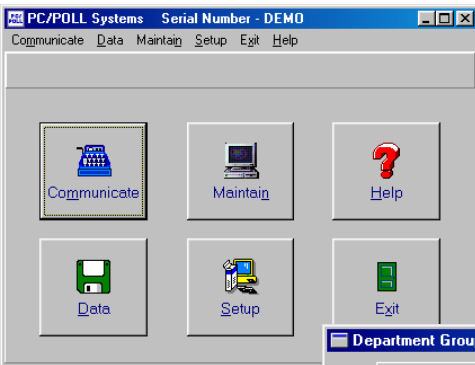 PC/POLL Systems Serial Number - DEMO
Communicate Data Maintain Setup Exit Help
Communicate Maintain Help
Data Setup Exit
Department Grou